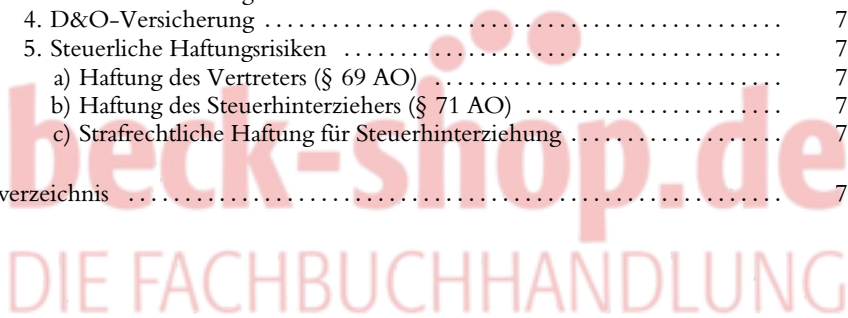 4. D&O-Versicherung ........................................................ 7
5. Steuerliche Haftungsrisiken ............................................... 7
a) Haftung des Vertreters (§ 69 AO) ..................................... 7
b) Haftung des Steuerhinterziehers (§ 71 AO) ............................ 7
c) Strafrechtliche Haftung für Steuerhinterziehung ....................... 7
verzeichnis ................................................................ 7
beck-shop.de
DIE FACHBUCHHANDLUNG